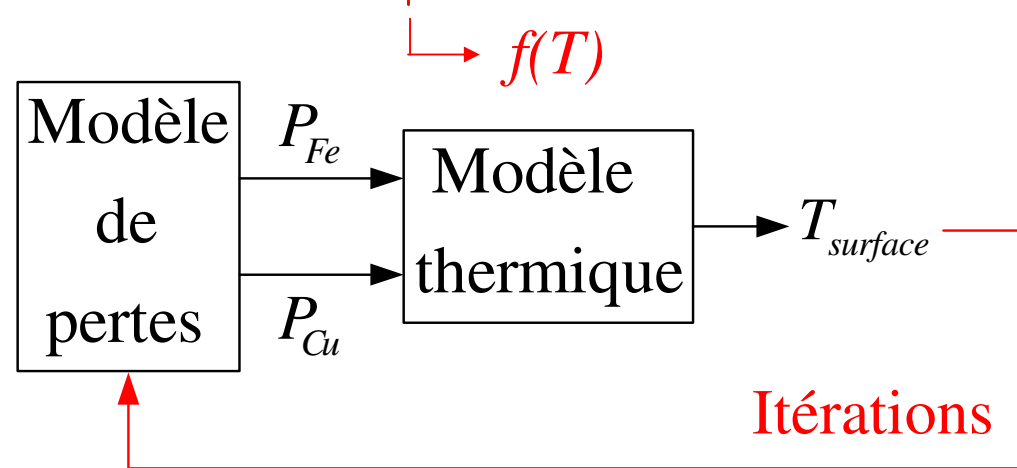 f(T)
Modèle
de
pertes
P_Fe
P_Cu
Modèle
thermique
T_surface
Itérations